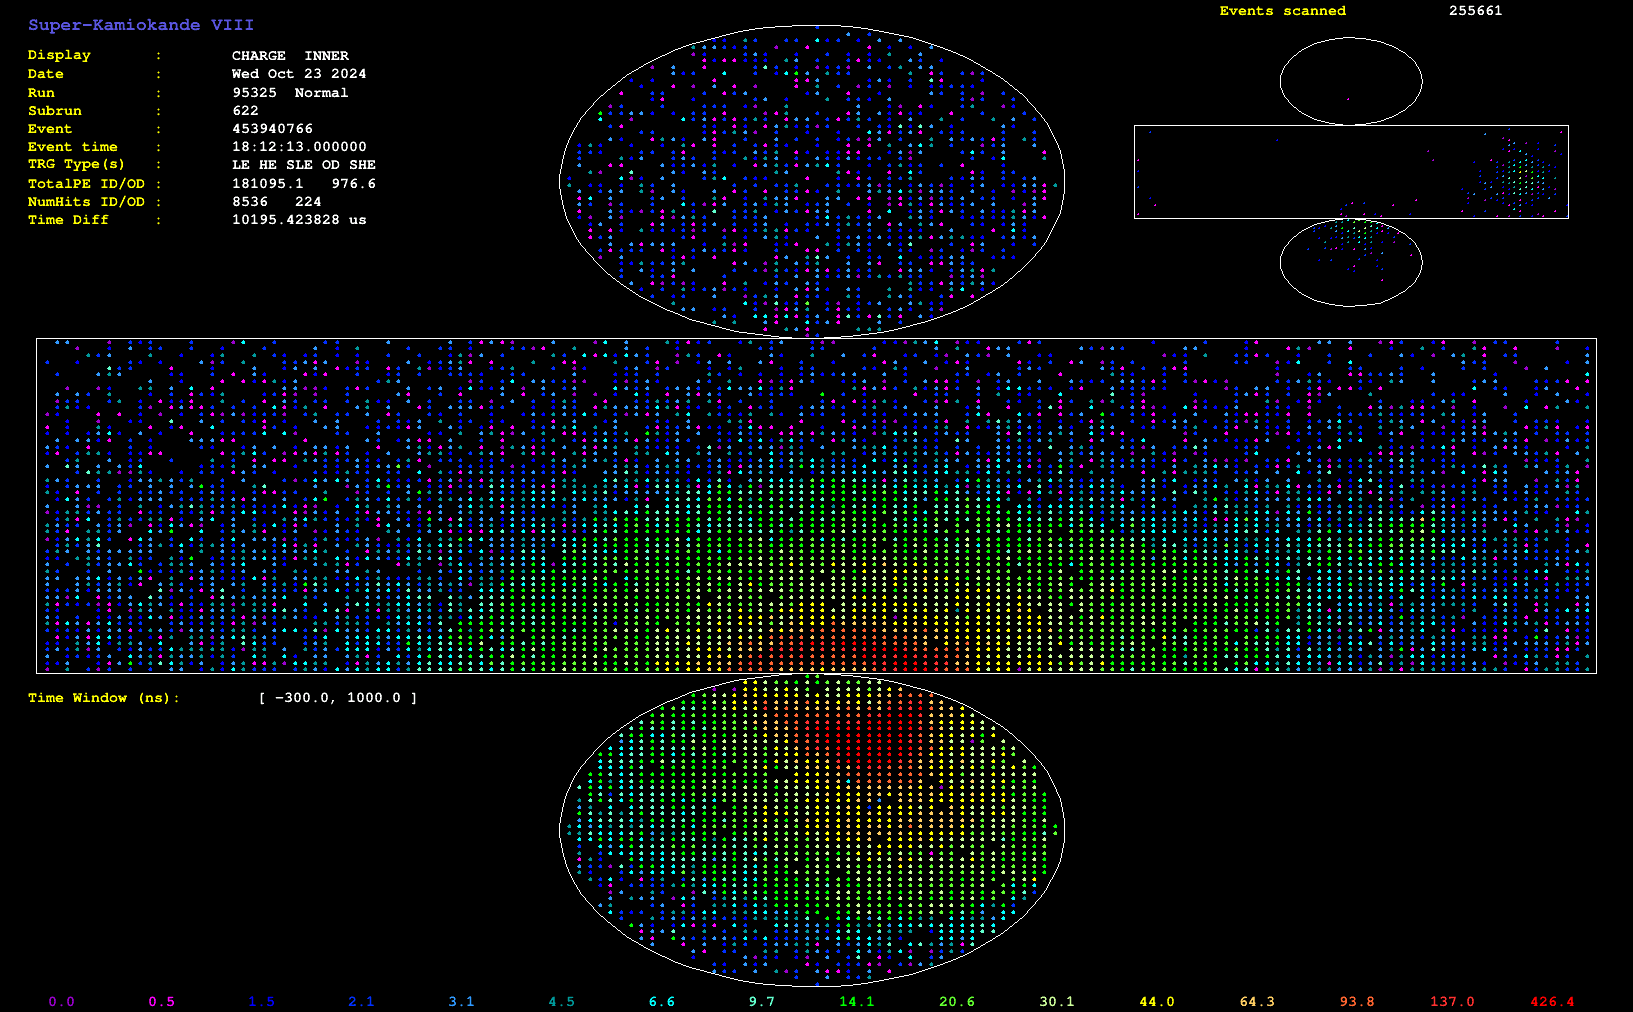 Super-Kamiokande VIII
Events scanned 255661
Display : CHARGE INNER
Date : Wed Oct 23 2024
Run : 95325 Normal
Subrun : 622
Event : 453940766
Event time : 18:12:13.000000
TRG Type(s) : LE HE SLE OD SHE
TotalPE ID/OD : 181095.1 976.6
NumHits ID/OD : 8536 224
Time Diff : 10195.423828 us
Time Window (ns): [ −300.0, 1000.0 ]
0.0 0.5 1.5 2.1 3.1 4.5 6.6 9.7 14.1 20.6 30.1 44.0 64.3 93.8 137.0 426.4